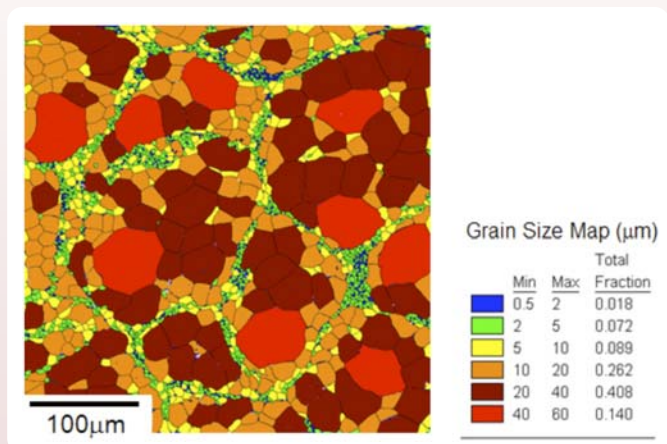 100μm
Grain Size Map (μm)
Total
Min Max Fraction
0.5 2 0.018
2 5 0.072
5 10 0.089
10 20 0.262
20 40 0.408
40 60 0.140